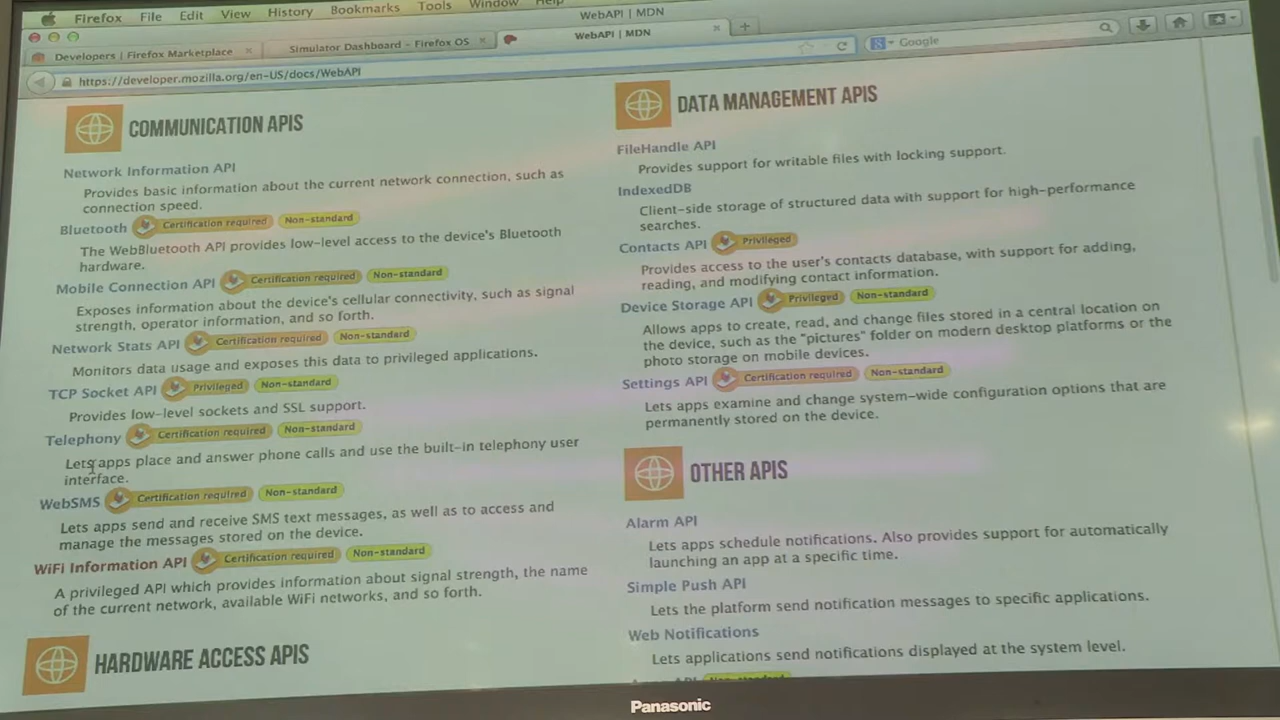 Firefox File Edit View History Bookmarks Tools Window Help
WebAPI | MDN
Developers | Firefox Marketplace
Simulator Dashboard - Firefox OS
WebAPI | MDN
https://developer.mozilla.org/en-US/docs/WebAPI
Google
COMMUNICATION APIS
Network Information API
Provides basic information about the current network connection, such as
connection speed.
Bluetooth Certification required Non-standard
The WebBluetooth API provides low-level access to the device's Bluetooth
hardware.
Mobile Connection API Certification required Non-standard
Exposes information about the device's cellular connectivity, such as signal
strength, operator information, and so forth.
Network Stats API Certification required Non-standard
Monitors data usage and exposes this data to privileged applications.
TCP Socket API Privileged Non-standard
Provides low-level sockets and SSL support.
Telephony Certification required Non-standard
Lets apps place and answer phone calls and use the built-in telephony user
interface.
WebSMS Certification required Non-standard
Lets apps send and receive SMS text messages, as well as to access and
manage the messages stored on the device.
WiFi Information API Certification required Non-standard
A privileged API which provides information about signal strength, the name
of the current network, available WiFi networks, and so forth.
HARDWARE ACCESS APIS
DATA MANAGEMENT APIS
FileHandle API
Provides support for writable files with locking support.
IndexedDB
Client-side storage of structured data with support for high-performance
searches.
Contacts API Privileged
Provides access to the user's contacts database, with support for adding,
reading, and modifying contact information.
Device Storage API Privileged Non-standard
Allows apps to create, read, and change files stored in a central location on
the device, such as the "pictures" folder on modern desktop platforms or the
photo storage on mobile devices.
Settings API Certification required Non-standard
Lets apps examine and change system-wide configuration options that are
permanently stored on the device.
OTHER APIS
Alarm API
Lets apps schedule notifications. Also provides support for automatically
launching an app at a specific time.
Simple Push API
Lets the platform send notification messages to specific applications.
Web Notifications
Lets applications send notifications displayed at the system level.
Non-standard
Panasonic